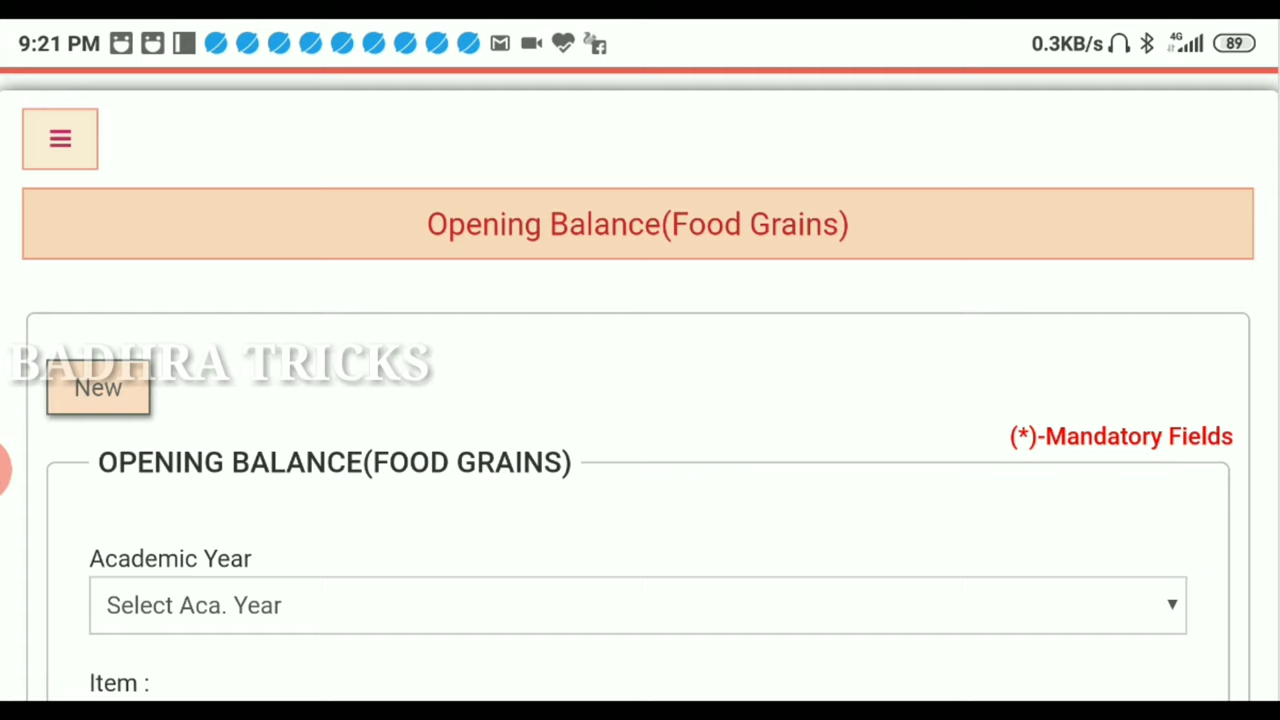 9:21 PM
0.3KB/s 4G 89
Opening Balance(Food Grains)
BADHRA TRICKS
New
(*)-Mandatory Fields
OPENING BALANCE(FOOD GRAINS)
Academic Year
Select Aca. Year
Item :